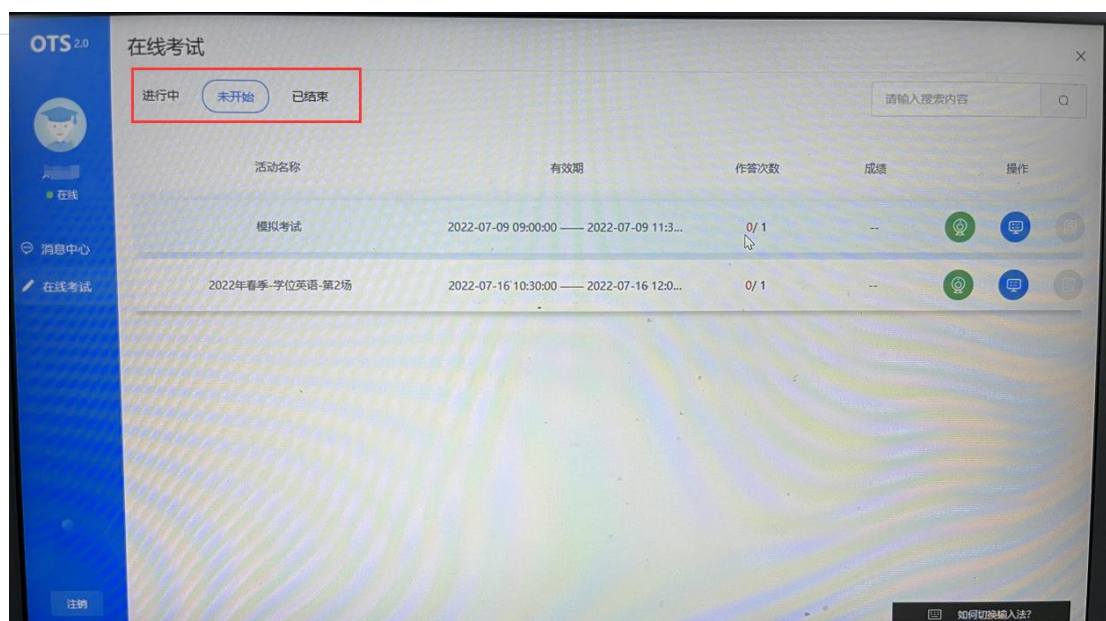 OTS 2.0
在线考试
进行中 未开始 已结束
请输入搜索内容
活动名称 有效期 作答次数 成绩 操作
在线
模拟考试 2022-07-09 09:00:00 —— 2022-07-09 11:3... 0/ 1 --
消息中心
在线考试
2022年春季-学位英语-第2场 2022-07-16 10:30:00 —— 2022-07-16 12:0... 0/ 1 --
注销
如何切换输入法?